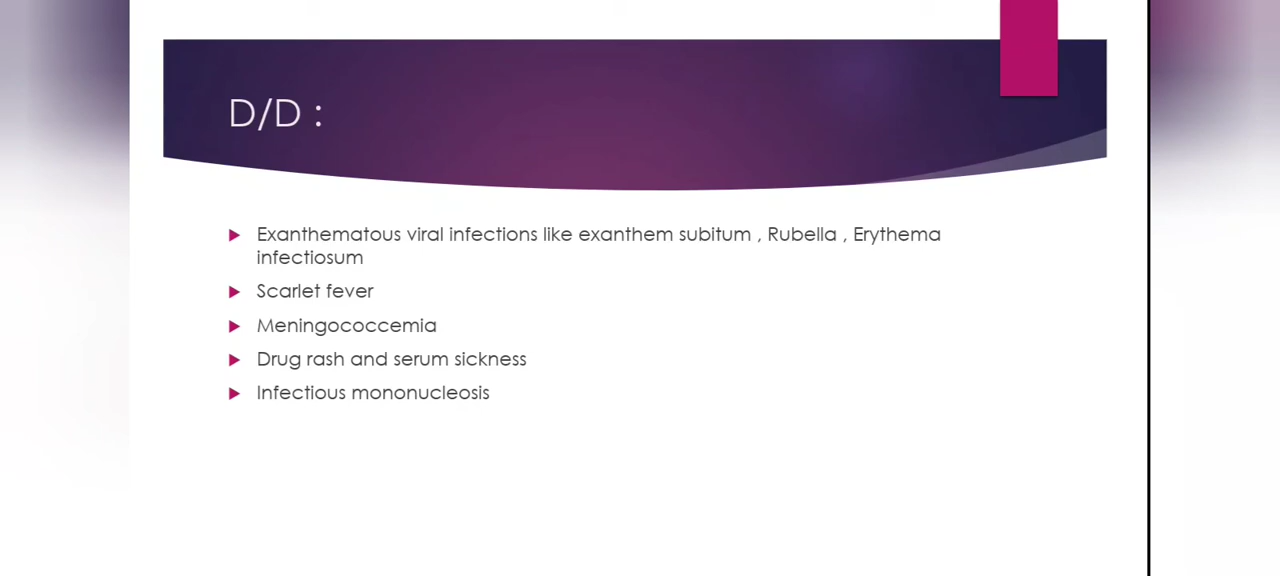 D/D :
Exanthematous viral infections like exanthem subitum , Rubella , Erythema
infectiosum
Scarlet fever
Meningococcemia
Drug rash and serum sickness
Infectious mononucleosis